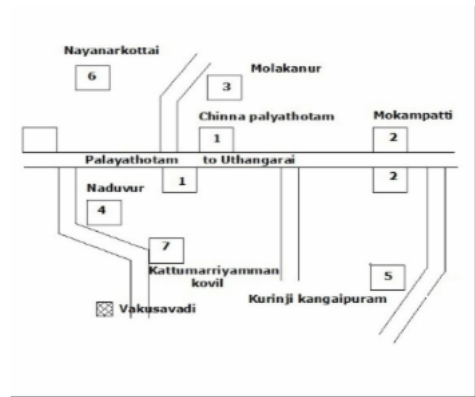 Nayanarkottai
6
Molakanur
3
Chinna palyathotam
1
Mokampatti
2
Palayathotam to Uthangarai
1
2
Naduvur
4
7
Kattumarriyamman
kovil
5
Kurinji kangaipuram
Vakusavadi